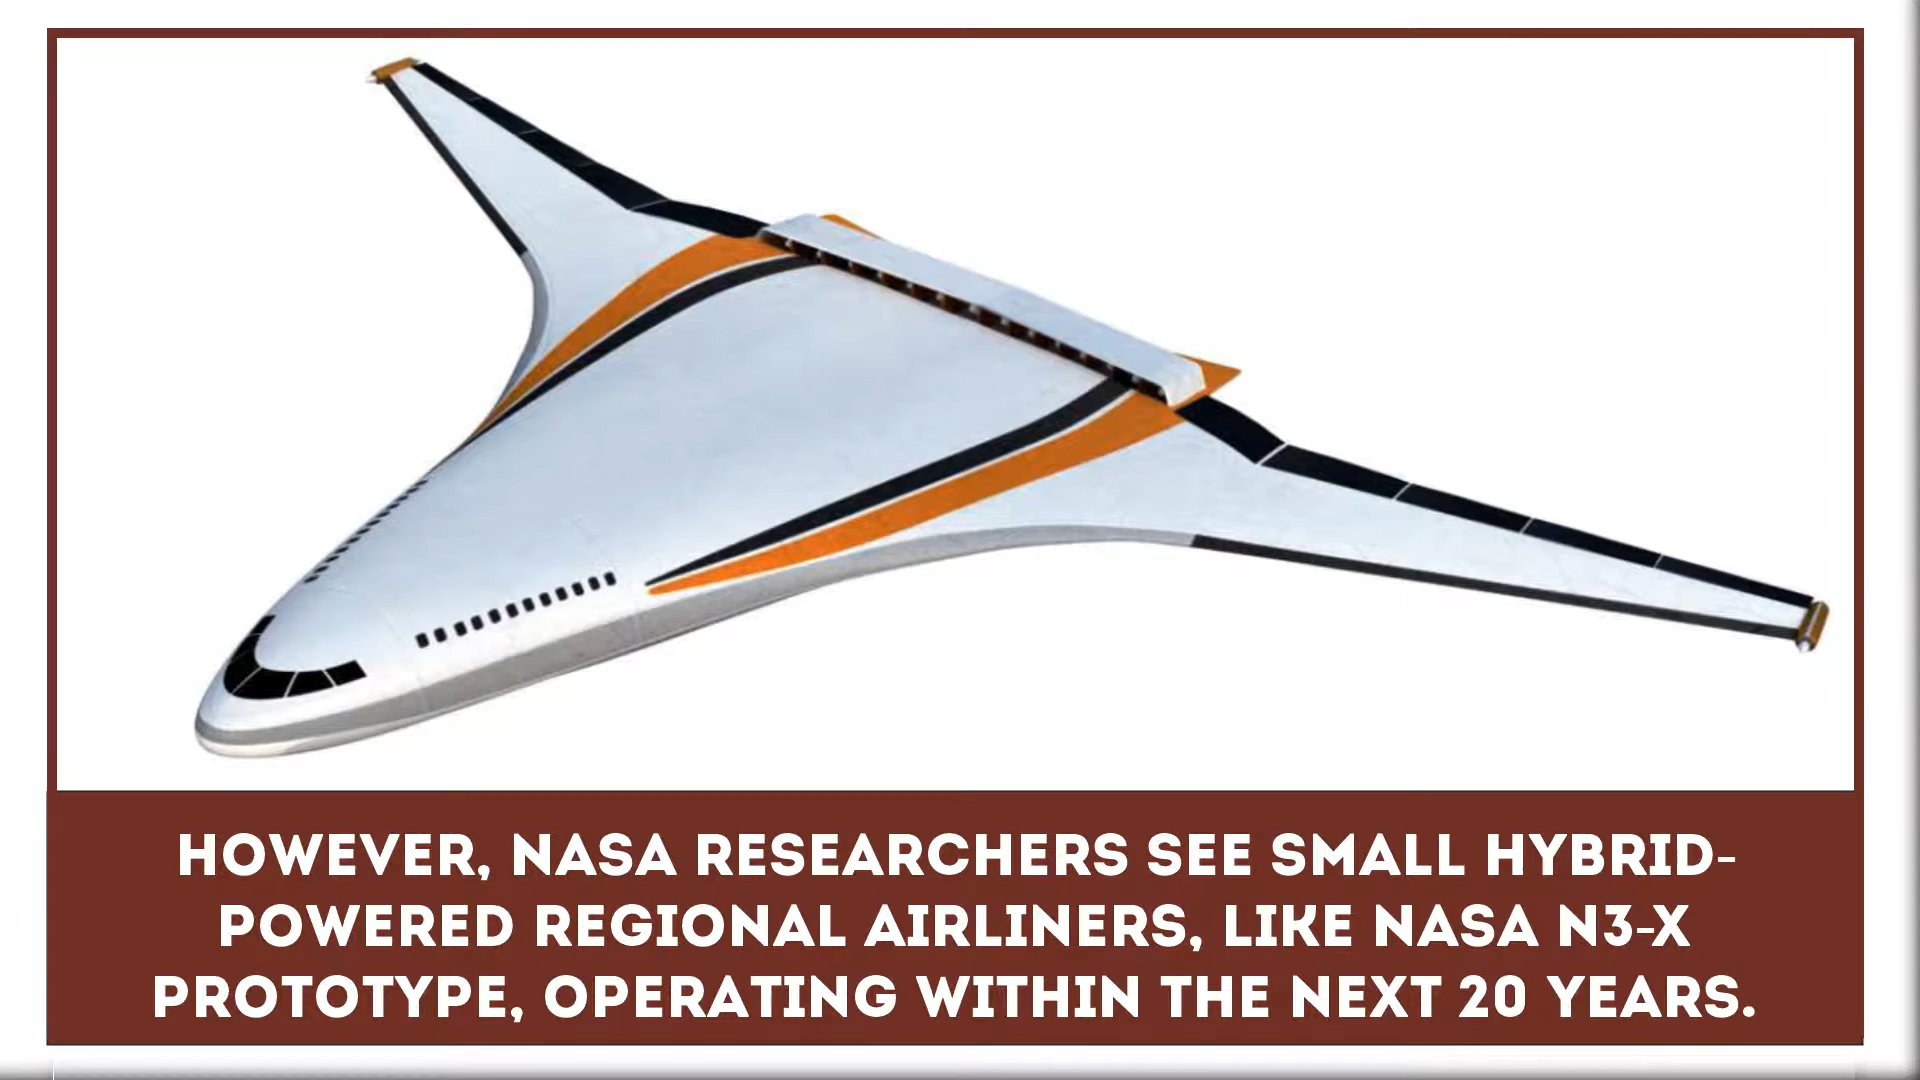 HOWEVER, NASA RESEARCHERS SEE SMALL HYBRID-
POWERED REGIONAL AIRLINERS, LIKE NASA N3-X
PROTOTYPE, OPERATING WITHIN THE NEXT 20 YEARS.